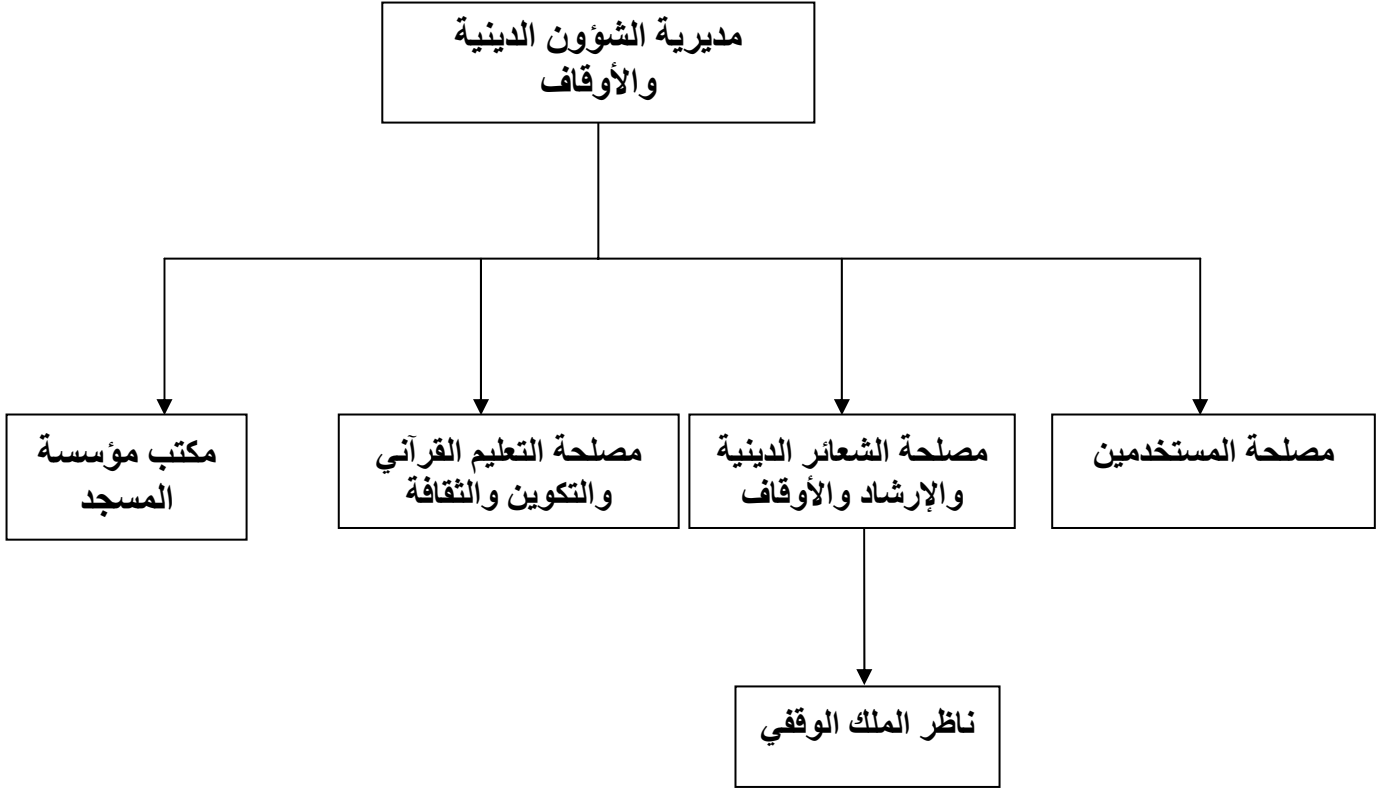 مديرية الشؤون الدينية
والأوقاف
مصلحة المستخدمين
مصلحة الشعائر الدينية
والإرشاد والأوقاف
مصلحة التعليم القرآني
والتكوين والثقافة
مكتب مؤسسة
المسجد
ناظر الملك الوقفي